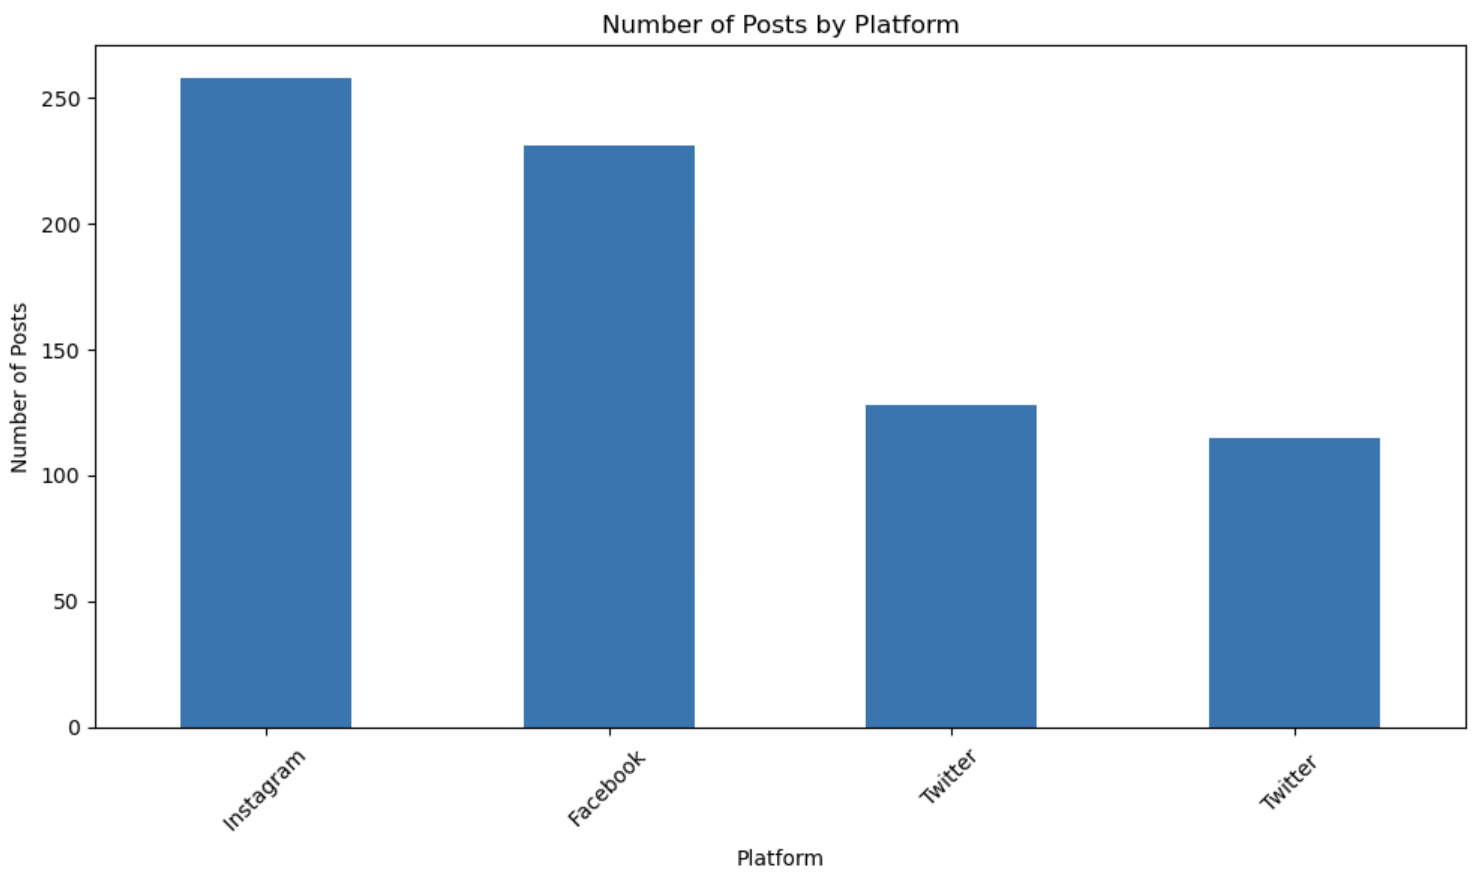 Number of Posts by Platform
Number of Posts
250
200
150
100
50
0
Instagram
Facebook
Twitter
Twitter
Platform